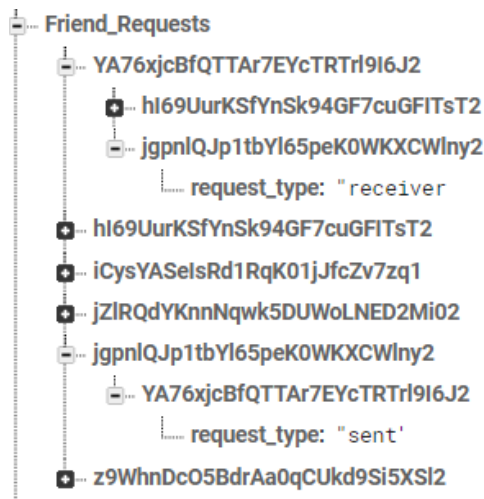 Friend_Requests
YA76xjcBfQTTAr7EYcTRTrl9I6J2
hI69UurKSfYnSk94GF7cuGFITsT2
jgpnlQJp1tbYl65peK0WKXCWlny2
request_type: "receiver
hI69UurKSfYnSk94GF7cuGFITsT2
iCysYASeIsRd1RqK01jJfcZv7zq1
jZlRQdYKnnNqwk5DUWoLNED2Mi02
jgpnlQJp1tbYl65peK0WKXCWlny2
YA76xjcBfQTTAr7EYcTRTrl9I6J2
request_type: "sent'
z9WhnDcO5BdrAa0qCUkd9Si5XSl2